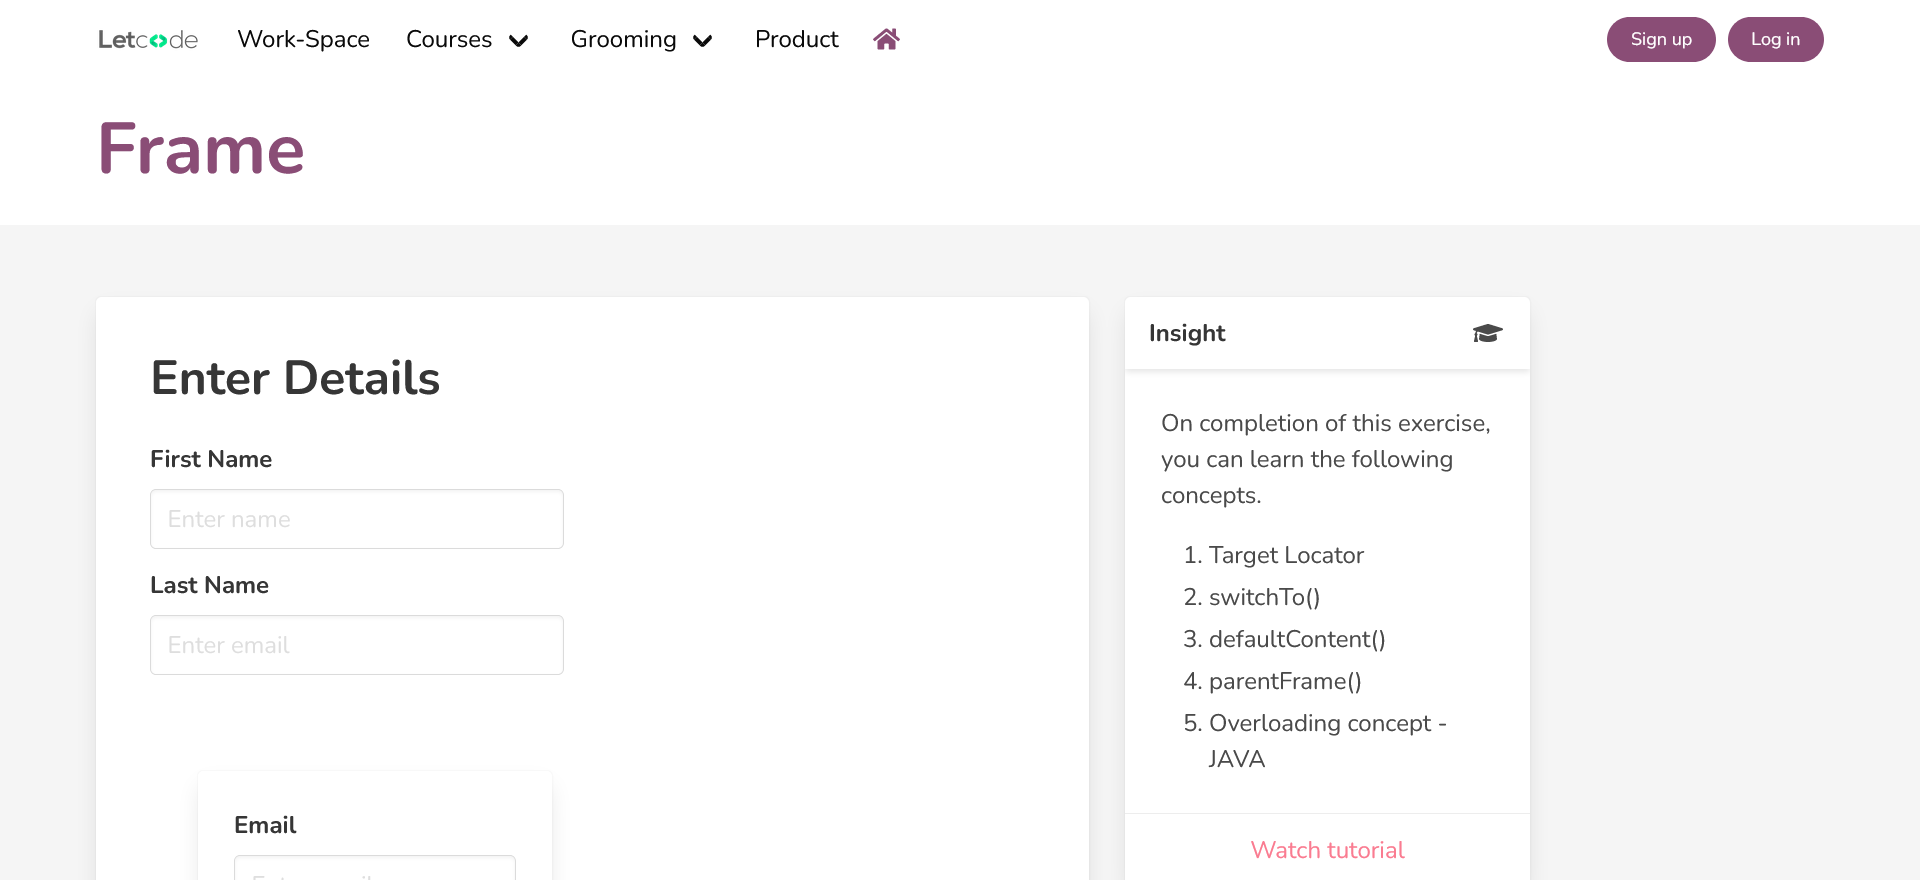 Letcode Work-Space Courses Grooming Product Sign up Log in
Frame
Enter Details
First Name
Enter name
Last Name
Enter email
Email
Insight
On completion of this exercise,
you can learn the following
concepts.
1. Target Locator
2. switchTo()
3. defaultContent()
4. parentFrame()
5. Overloading concept -
JAVA
Watch tutorial